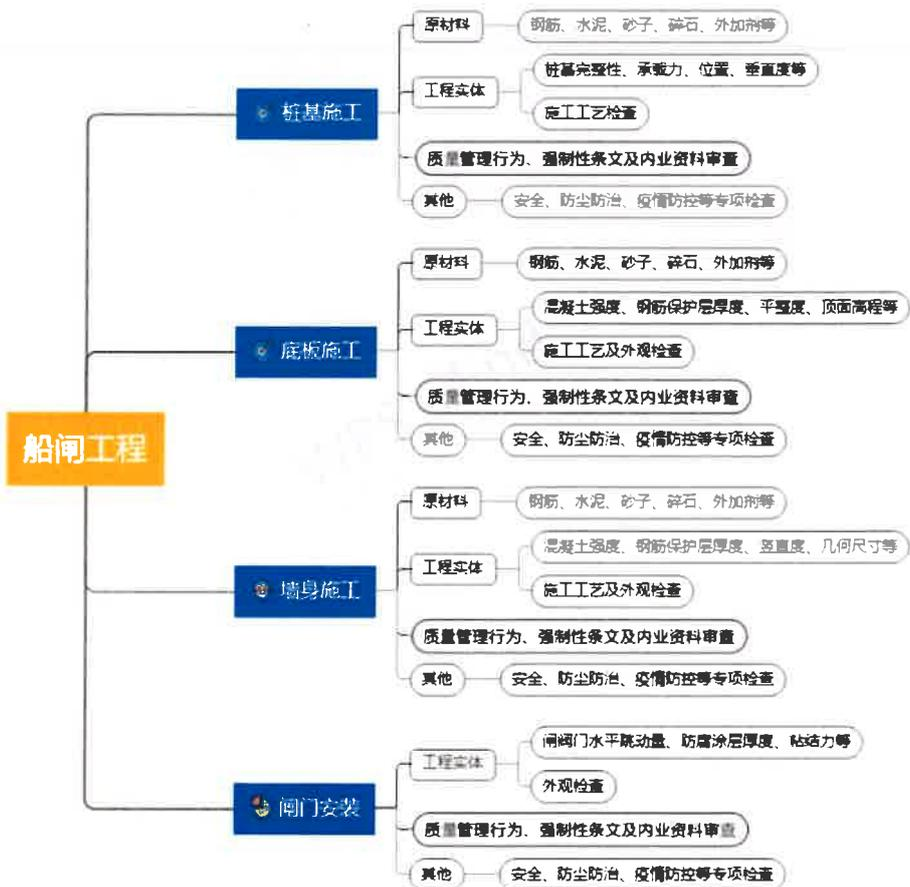 船闸工程
桩基施工
原材料
钢筋、水泥、砂子、碎石、外加剂等
工程实体
桩基完整性、承载力、位置、垂直度等
施工工艺检查
质量管理行为、强制性条文及内业资料审查
其他
安全、防尘防治、疫情防控等专项检查
底板施工
原材料
钢筋、水泥、砂子、碎石、外加剂等
工程实体
混凝土强度、钢筋保护层厚度、平整度、顶面高程等
施工工艺及外观检查
质量管理行为、强制性条文及内业资料审查
其他
安全、防尘防治、疫情防控等专项检查
墙身施工
原材料
钢筋、水泥、砂子、碎石、外加剂等
工程实体
混凝土强度、钢筋保护层厚度、竖直度、几何尺寸等
施工工艺及外观检查
质量管理行为、强制性条文及内业资料审查
其他
安全、防尘防治、疫情防控等专项检查
闸门安装
工程实体
闸阀门水平跳动量、防腐涂层厚度、粘结力等
外观检查
质量管理行为、强制性条文及内业资料审查
其他
安全、防尘防治、疫情防控等专项检查